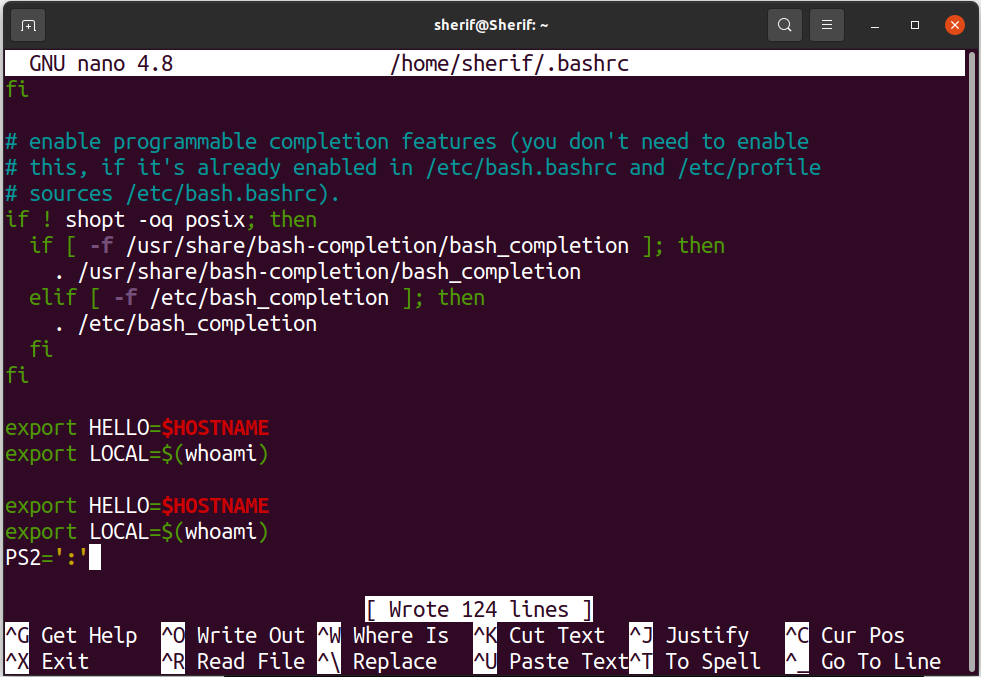 sherif@Sherif: ~
GNU nano 4.8 /home/sherif/.bashrc
fi
# enable programmable completion features (you don't need to enable
# this, if it's already enabled in /etc/bash.bashrc and /etc/profile
# sources /etc/bash.bashrc).
if ! shopt -oq posix; then
  if [ -f /usr/share/bash-completion/bash_completion ]; then
    . /usr/share/bash-completion/bash_completion
  elif [ -f /etc/bash_completion ]; then
    . /etc/bash_completion
  fi
fi
export HELLO=$HOSTNAME
export LOCAL=$(whoami)
export HELLO=$HOSTNAME
export LOCAL=$(whoami)
PS2=':'
[ Wrote 124 lines ]
^G Get Help ^O Write Out ^W Where Is ^K Cut Text ^J Justify ^C Cur Pos
^X Exit ^R Read File ^\ Replace ^U Paste Text^T To Spell ^_ Go To Line